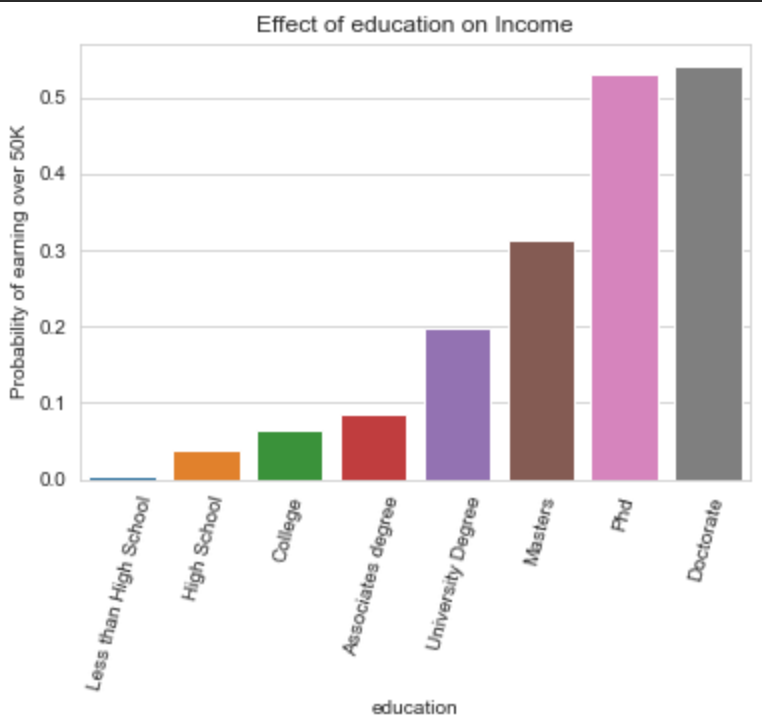 Effect of education on Income
Probability of earning over 50K
0.5
0.4
0.3
0.2
0.1
0.0
Less than High School
High School
College
Associates degree
University Degree
Masters
Phd
Doctorate
education